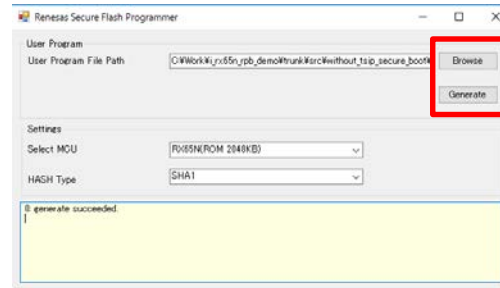 Renesas Secure Flash Programmer
User Program
User Program File Path
C:¥Work¥i_rx65n_rpb_demo¥trunk¥src¥without_tsip_secure_boot¥
Browse
Generate
Settings
Select MCU
RX65N(ROM 2048KB)
HASH Type
SHA1
generate succeeded.